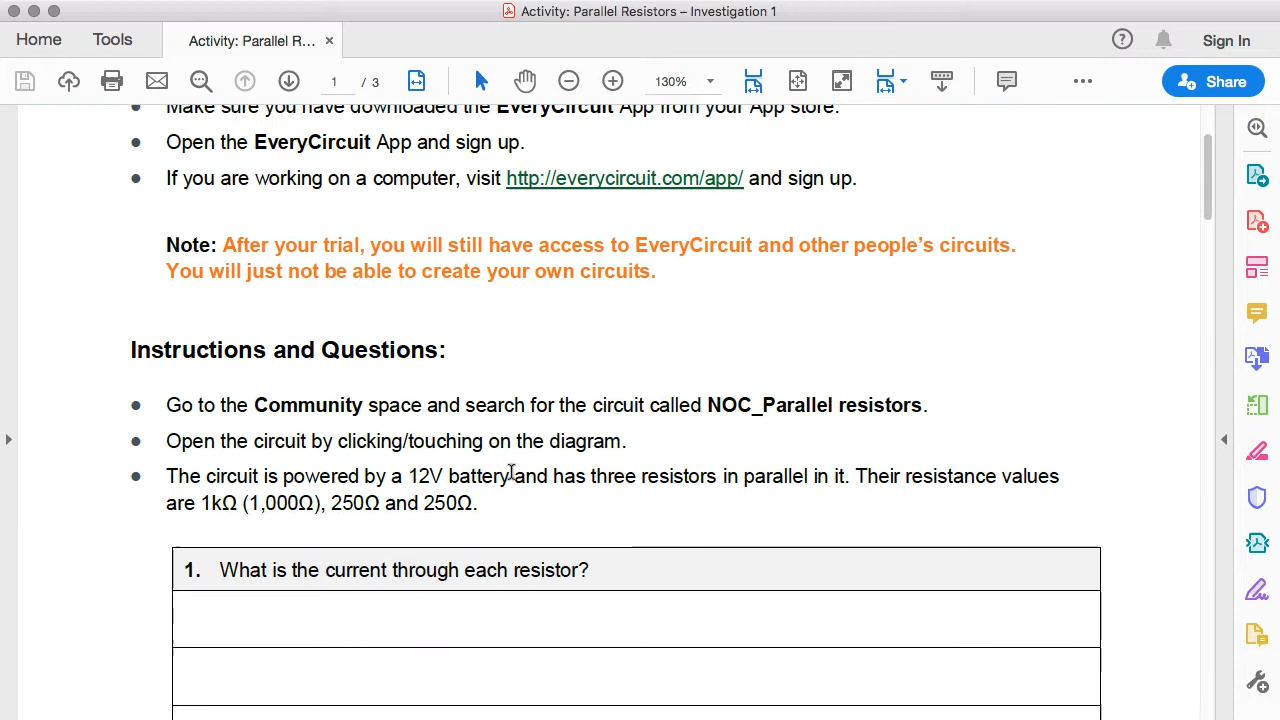 Activity: Parallel Resistors – Investigation 1
Home Tools Activity: Parallel R... × Sign In
1 / 3 130% Share
Make sure you have downloaded the EveryCircuit App from your App store.
Open the EveryCircuit App and sign up.
If you are working on a computer, visit http://everycircuit.com/app/ and sign up.
Note: After your trial, you will still have access to EveryCircuit and other people's circuits.
You will just not be able to create your own circuits.
Instructions and Questions:
Go to the Community space and search for the circuit called NOC_Parallel resistors.
Open the circuit by clicking/touching on the diagram.
The circuit is powered by a 12V battery and has three resistors in parallel in it. Their resistance values
are 1kΩ (1,000Ω), 250Ω and 250Ω.
1. What is the current through each resistor?